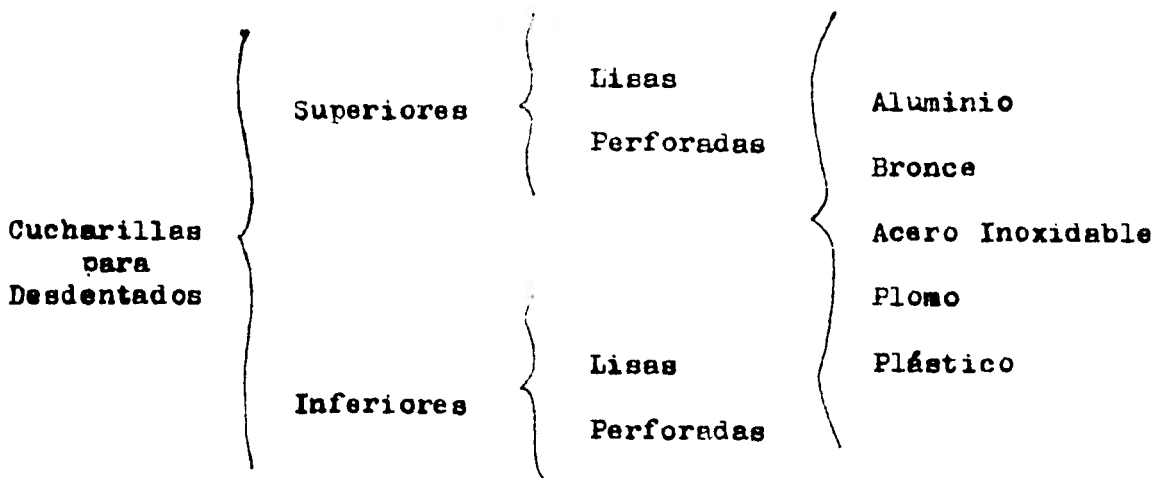 Cucharillas
para
Desdentados
Superiores
Lisas
Perforadas
Inferiores
Lisas
Perforadas
Aluminio
Bronce
Acero Inoxidable
Plomo
Plástico